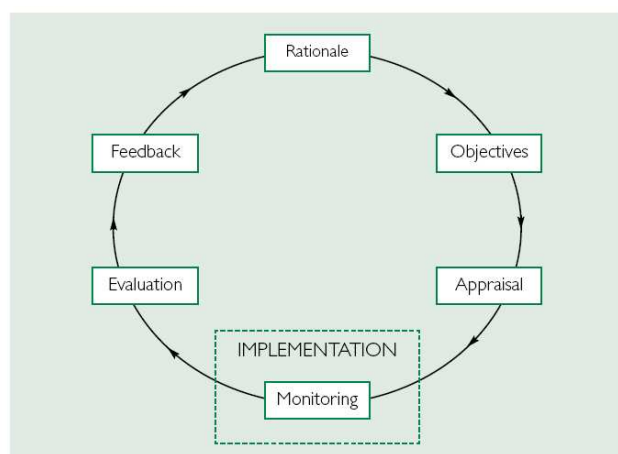 Rationale
Feedback
Objectives
Evaluation
Appraisal
IMPLEMENTATION
Monitoring